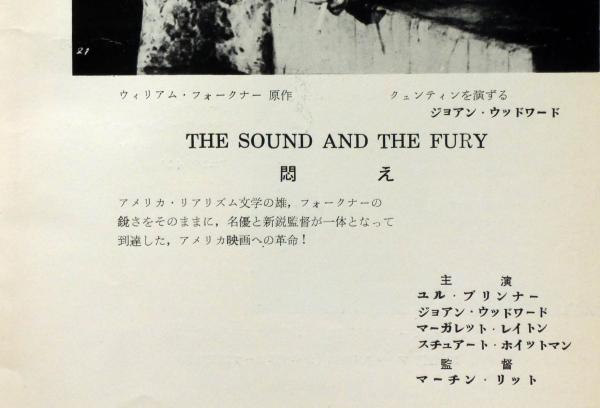 21
ウィリアム・フォークナー 原作
クェンティンを演ずる
ジョアン・ウッドワード
THE SOUND AND THE FURY
悶え
アメリカ・リアリズム文学の雄，フォークナーの
鋭さをそのままに，名優と新鋭監督が一体となって
到達した，アメリカ映画への革命！
主演
ユル・ブリンナー
ジョアン・ウッドワード
マーガレット・レイトン
スチュアート・ホイットマン
監督
マーチン・リット